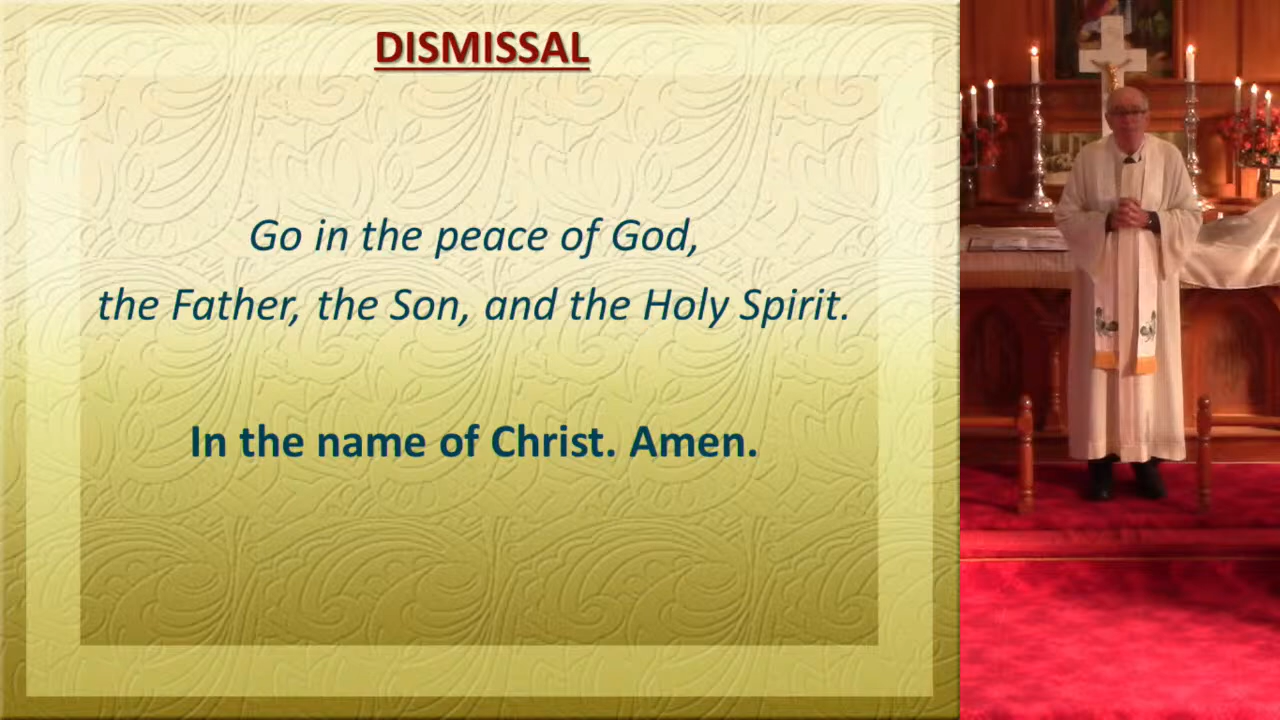 DISMISSAL
Go in the peace of God,
the Father, the Son, and the Holy Spirit.
In the name of Christ. Amen.